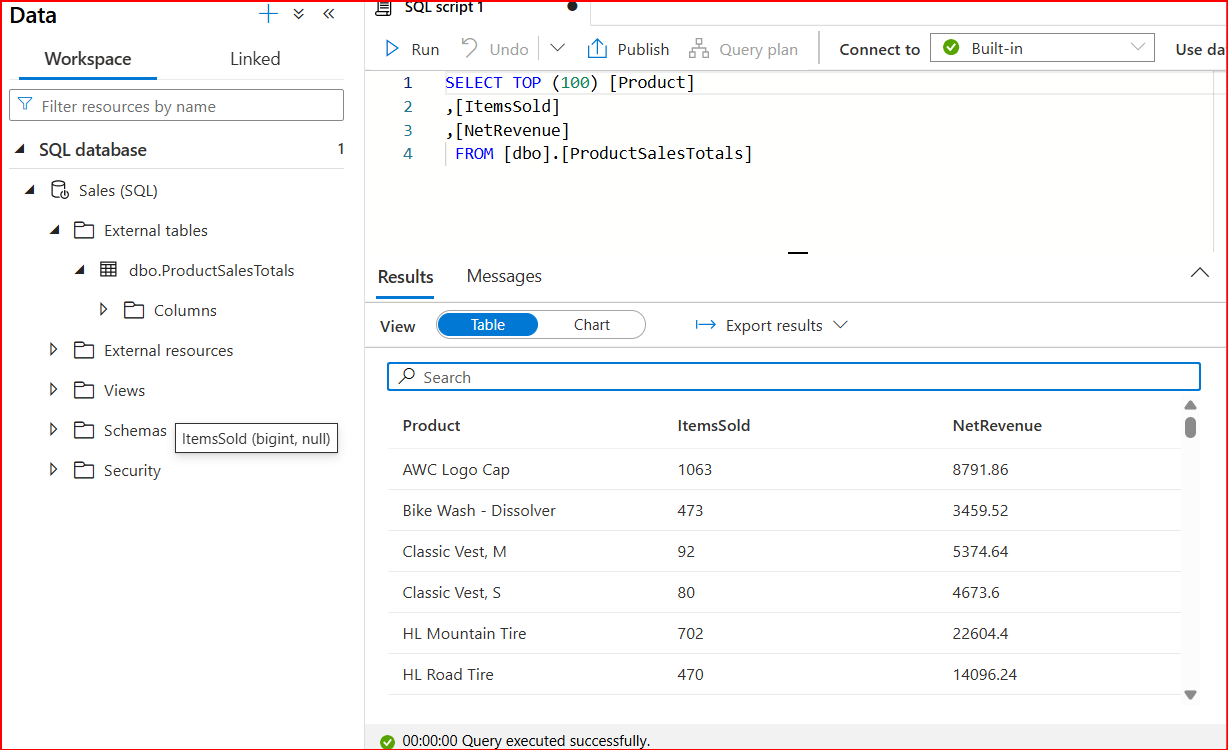 Data
Workspace Linked
Filter resources by name
SQL database 1
Sales (SQL)
External tables
dbo.ProductSalesTotals
Columns
External resources
Views
Schemas
ItemsSold (bigint, null)
Security
SQL script 1
Run Undo Publish Query plan Connect to Built-in Use da
1 SELECT TOP (100) [Product]
2 ,[ItemsSold]
3 ,[NetRevenue]
4 FROM [dbo].[ProductSalesTotals]
Results Messages
View Table Chart Export results
Search
Product ItemsSold NetRevenue
AWC Logo Cap 1063 8791.86
Bike Wash - Dissolver 473 3459.52
Classic Vest, M 92 5374.64
Classic Vest, S 80 4673.6
HL Mountain Tire 702 22604.4
HL Road Tire 470 14096.24
00:00:00 Query executed successfully.